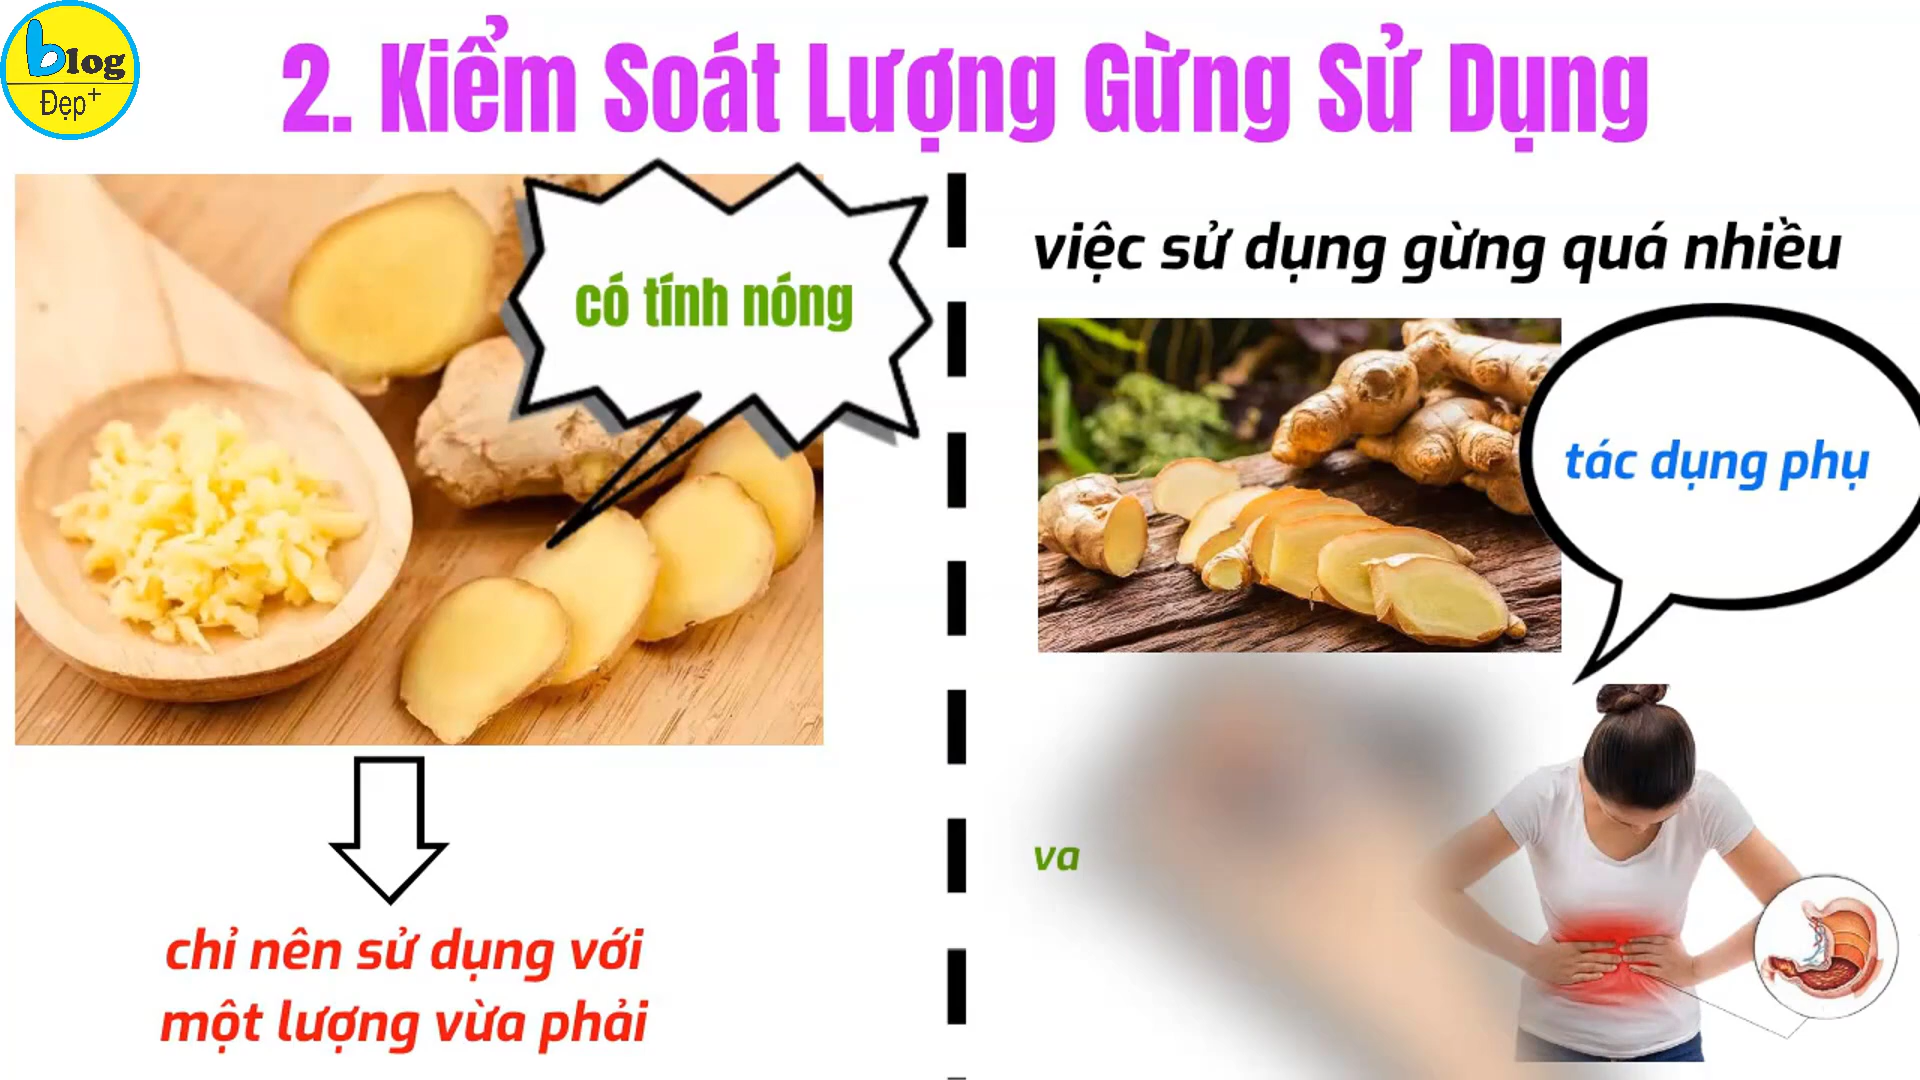 blog
Đẹp+
2. Kiểm Soát Lượng Gừng Sử Dụng
có tính nóng
chỉ nên sử dụng với
một lượng vừa phải
việc sử dụng gừng quá nhiều
tác dụng phụ
va